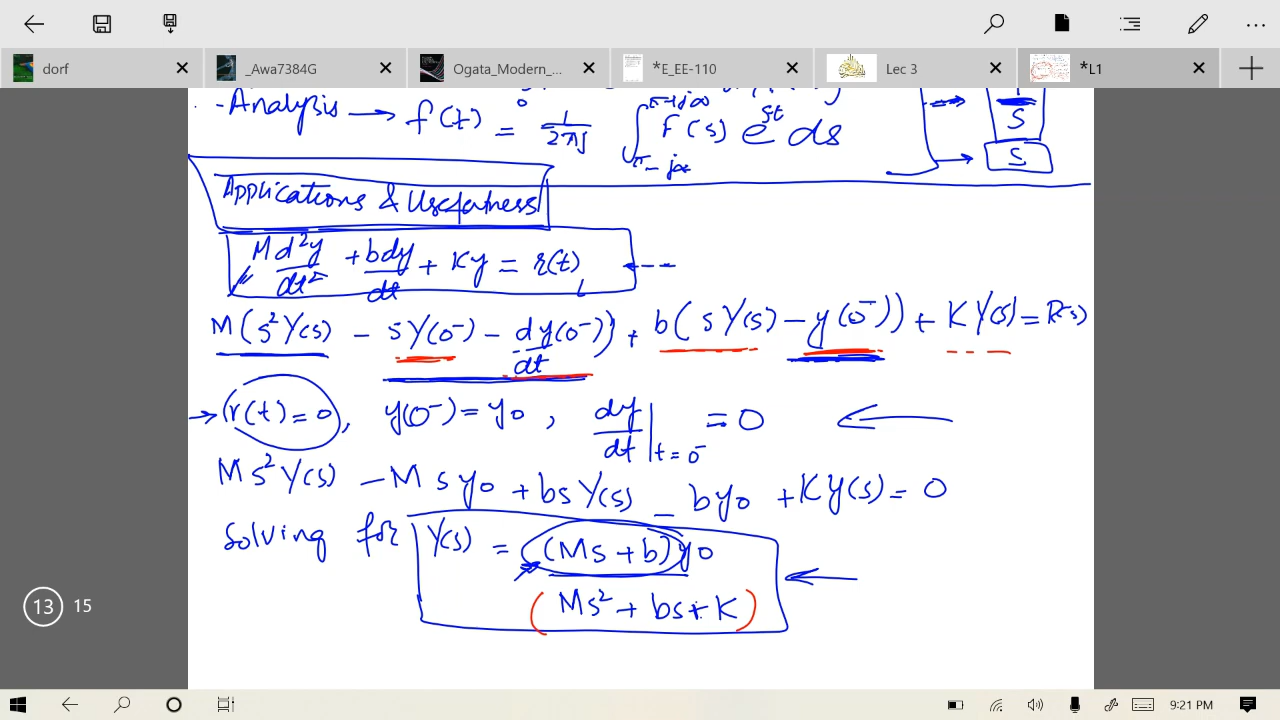 dorf _Awa7384G Ogata_Modern_... *E_EE-110 Lec 3 *L1
-Analysis → f(t) = 1/2πj ∫ F(s) e^st ds
S
S
Applications & Usefulness
M d²y/dt² + b dy/dt + Ky = r(t)
M(s²Y(s) - sY(0⁻) - dy(0⁻)/dt) + b(sY(s) - y(0⁻)) + KY(s) = R(s)
→ r(t)=0, y(0⁻)=y0, dy/dt|t=0⁻ = 0
Ms²Y(s) - Msy0 + bsY(s) - by0 + Ky(s) = 0
Solving for Y(s) = (Ms+b)y0 / (Ms²+bs+K)
13 15
9:21 PM